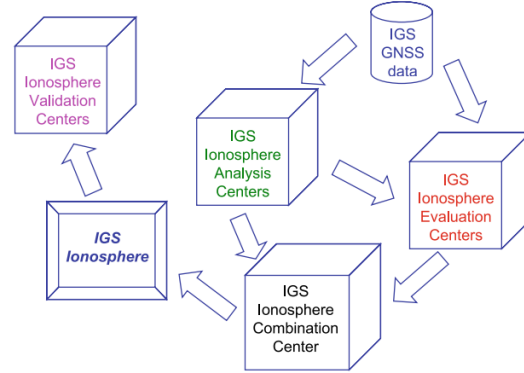 IGS
Ionosphere
Validation
Centers
IGS
GNSS
data
IGS
Ionosphere
Analysis
Centers
IGS
Ionosphere
Evaluation
Centers
IGS
Ionosphere
IGS
Ionosphere
Combination
Center